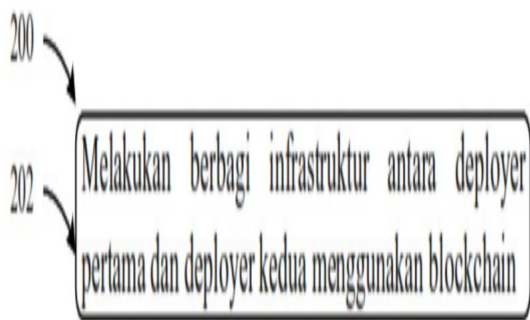 200
202
Melakukan berbagi infrastruktur antara deployer
pertama dan deployer kedua menggunakan blockchain